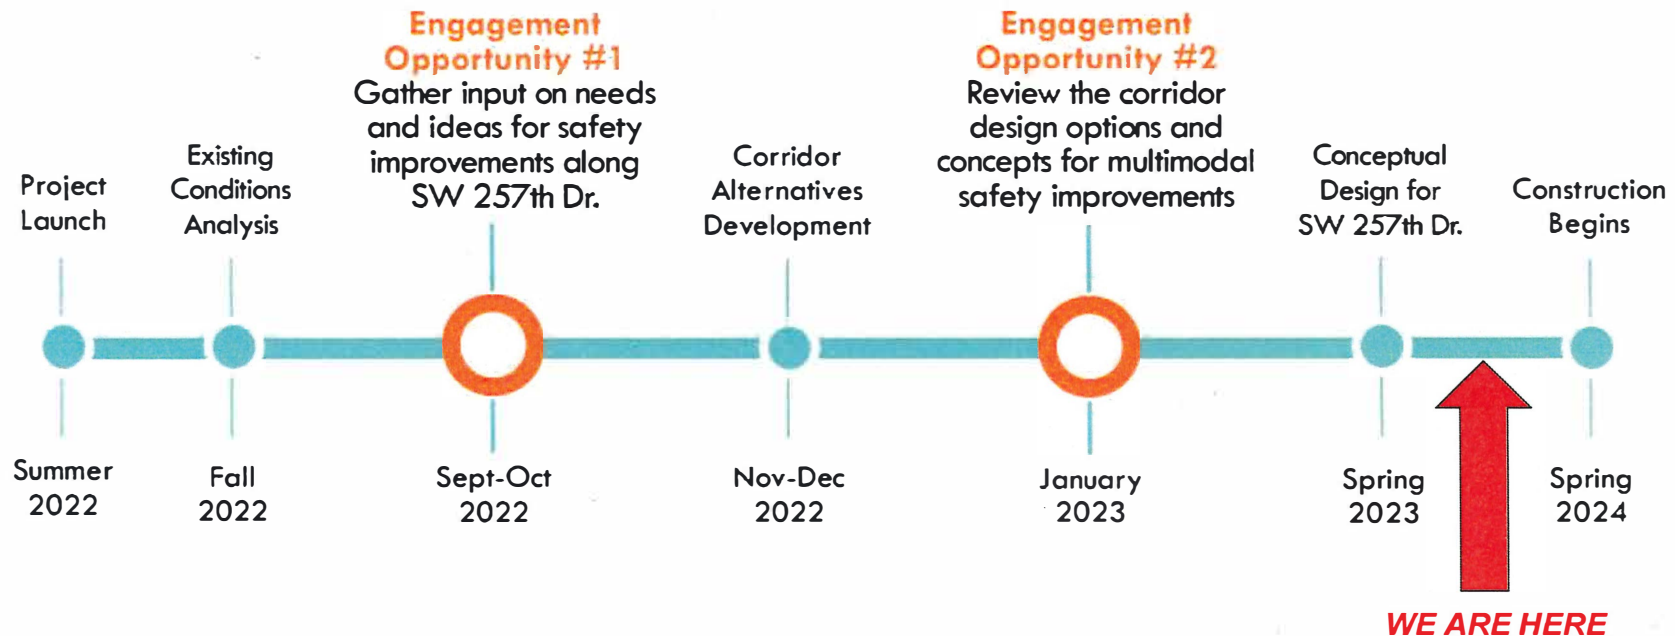 Project
Launch
Summer
2022
Existing
Conditions
Analysis
Fall
2022
Engagement
Opportunity #1
Gather input on needs
and ideas for safety
improvements along
SW 257th Dr.
Sept-Oct
2022
Corridor
Alternatives
Development
Nov-Dec
2022
Engagement
Opportunity #2
Review the corridor
design options and
concepts for multimodal
safety improvements
January
2023
Conceptual
Design for
SW 257th Dr.
Spring
2023
Construction
Begins
Spring
2024
WE ARE HERE